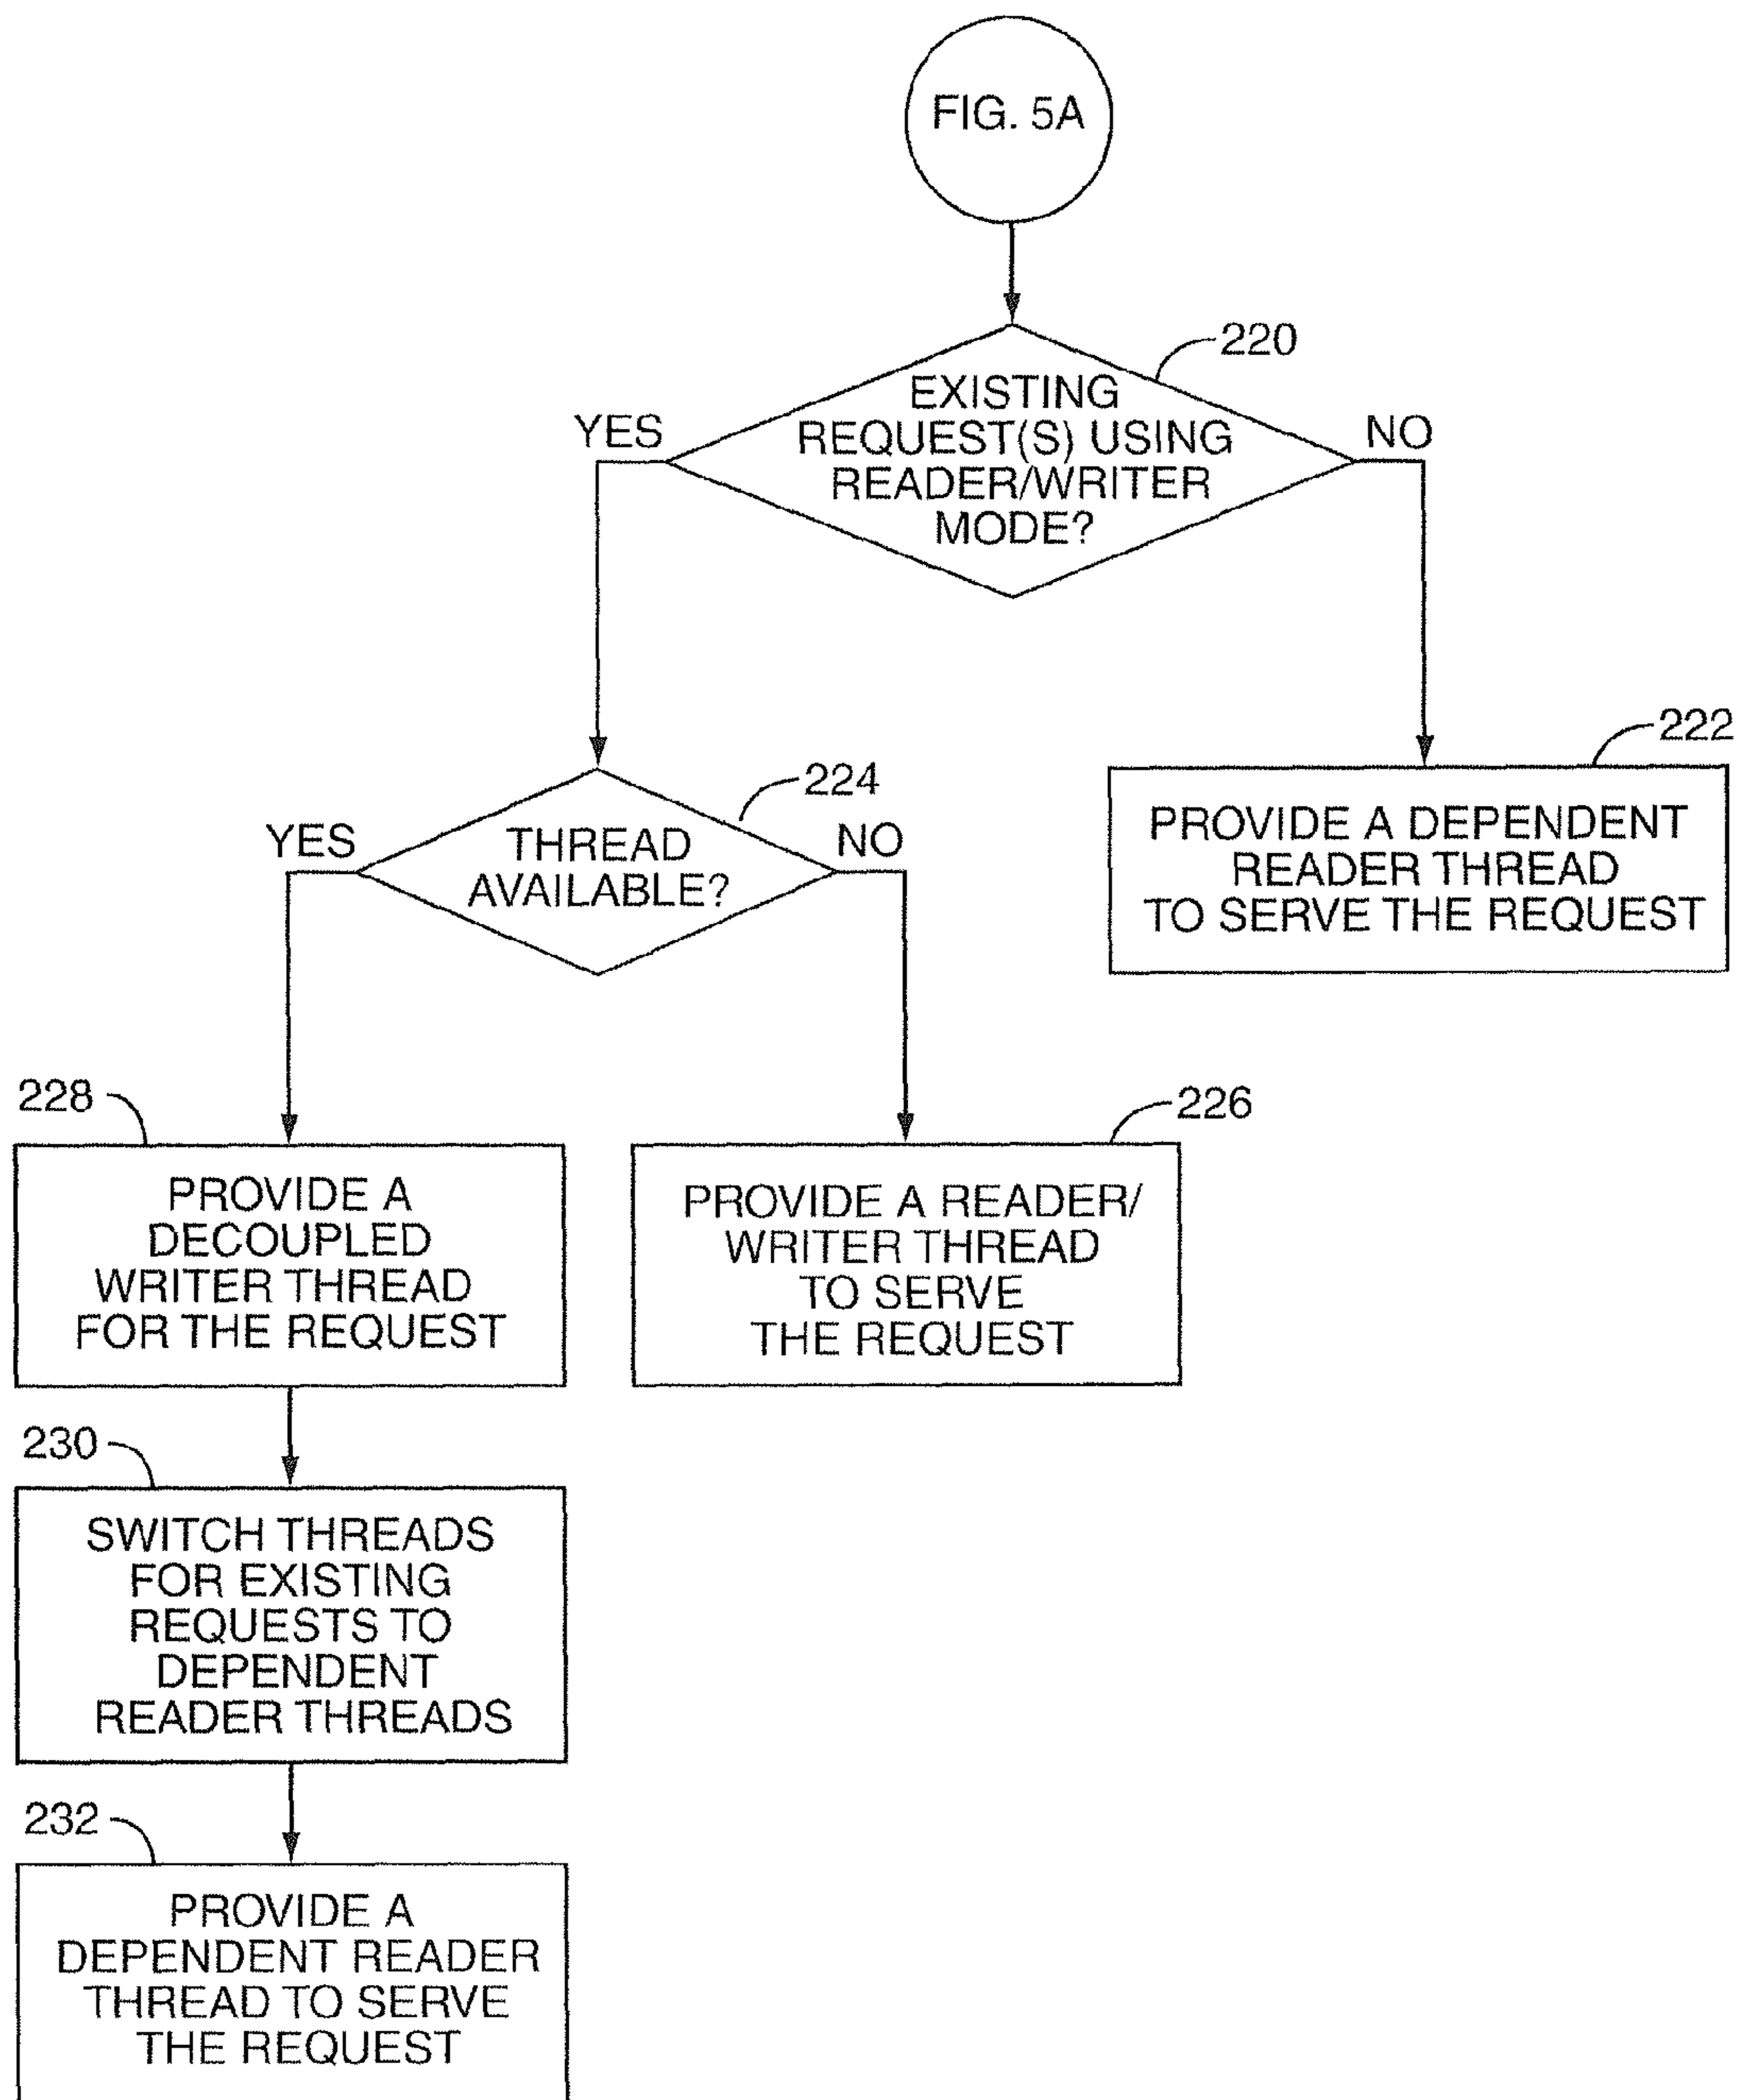 FIG. 5A
220
EXISTING
REQUEST(S) USING
READER/WRITER
MODE?
YES
NO
222
PROVIDE A DEPENDENT
READER THREAD
TO SERVE THE REQUEST
224
THREAD
AVAILABLE?
YES
NO
228
PROVIDE A
DECOUPLED
WRITER THREAD
FOR THE REQUEST
226
PROVIDE A READER/
WRITER THREAD
TO SERVE
THE REQUEST
230
SWITCH THREADS
FOR EXISTING
REQUESTS TO
DEPENDENT
READER THREADS
232
PROVIDE A
DEPENDENT READER
THREAD TO SERVE
THE REQUEST